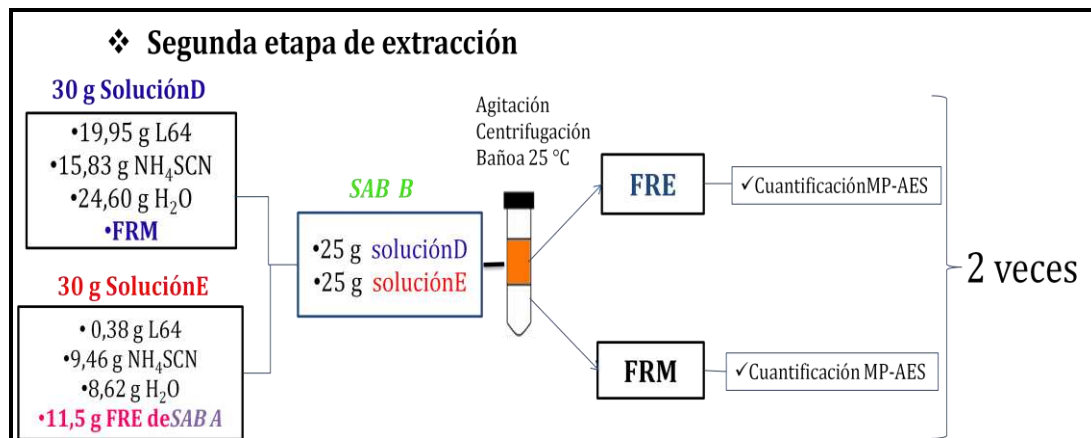 ❖ Segunda etapa de extracción
30 g SoluciónD
•19,95 g L64
•15,83 g NH₄SCN
•24,60 g H₂O
•FRM
30 g SoluciónE
• 0,38 g L64
•9,46 g NH₄SCN
•8,62 g H₂O
•11,5 g FRE deSAB A
SAB B
•25 g soluciónD
•25 g soluciónE
Agitación
Centrifugación
Bañoa 25 °C
FRE
✓CuantificaciónMP-AES
FRM
✓Cuantificación MP-AES
2 veces